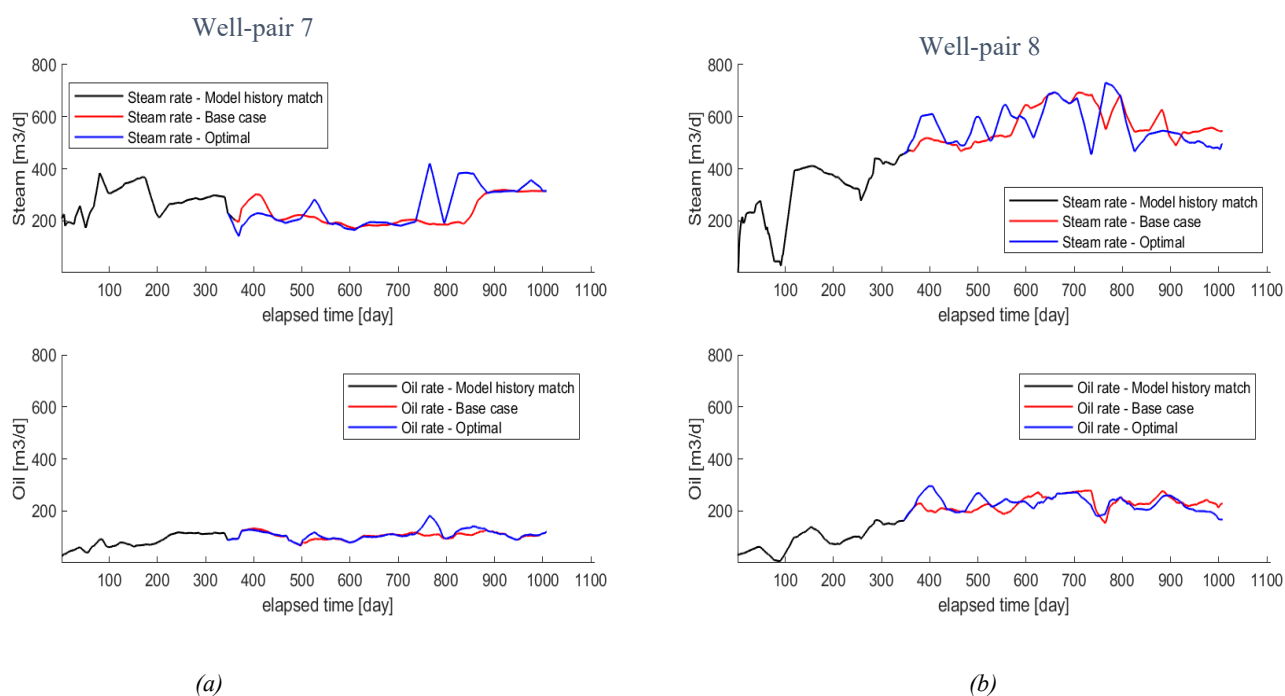 Well-pair 7
800
600
400
200
Steam [m3/d]
Steam rate - Model history match
Steam rate - Base case
Steam rate - Optimal
100 200 300 400 500 600 700 800 900 1000 1100
elapsed time [day]
800
600
400
200
Oil [m3/d]
Oil rate - Model history match
Oil rate - Base case
Oil rate - Optimal
100 200 300 400 500 600 700 800 900 1000 1100
elapsed time [day]
(a)
Well-pair 8
800
600
400
200
Steam [m3/d]
Steam rate - Model history match
Steam rate - Base case
Steam rate - Optimal
100 200 300 400 500 600 700 800 900 1000 1100
elapsed time [day]
800
600
400
200
Oil [m3/d]
Oil rate - Model history match
Oil rate - Base case
Oil rate - Optimal
100 200 300 400 500 600 700 800 900 1000 1100
elapsed time [day]
(b)